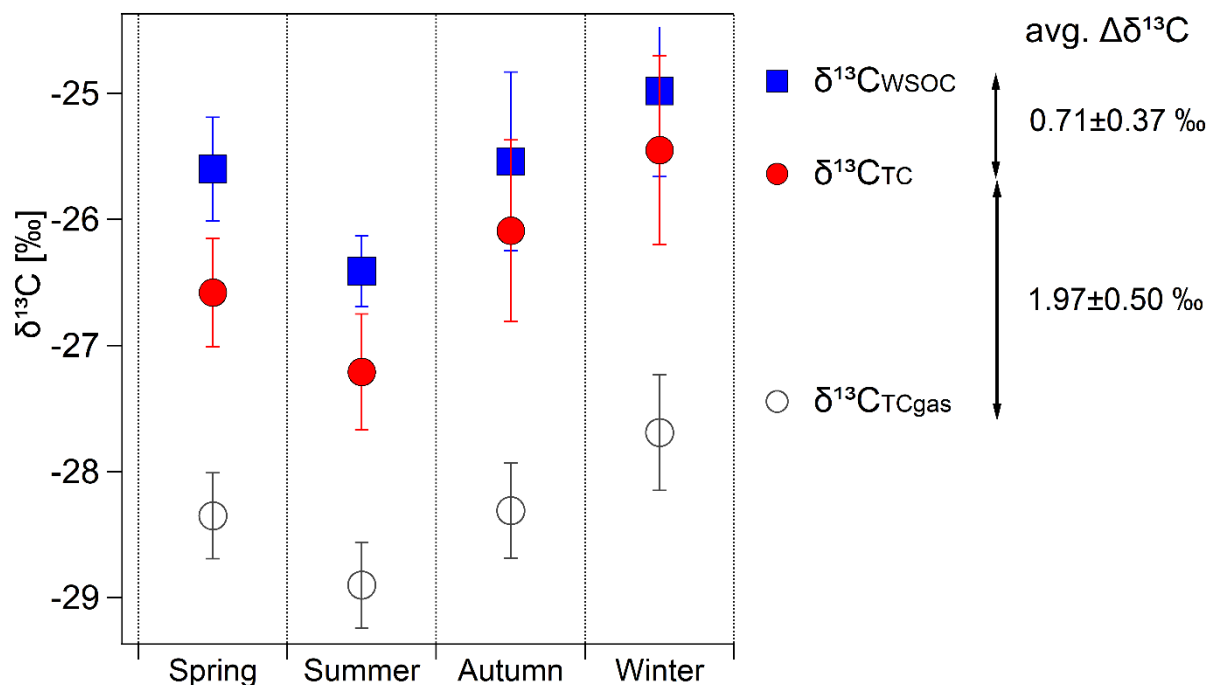 avg. Δδ¹³C
δ¹³CWSOC
0.71±0.37 ‰
δ¹³CTC
1.97±0.50 ‰
δ¹³CTCgas
δ¹³C [‰]
-25
-26
-27
-28
-29
Spring Summer Autumn Winter